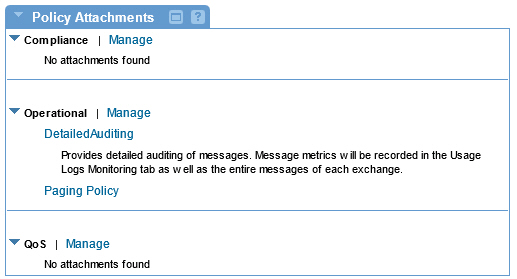 Policy Attachments ?
Compliance | Manage
No attachments found
Operational | Manage
DetailedAuditing
Provides detailed auditing of messages. Message metrics will be recorded in the Usage
Logs Monitoring tab as well as the entire messages of each exchange.
Paging Policy
QoS | Manage
No attachments found